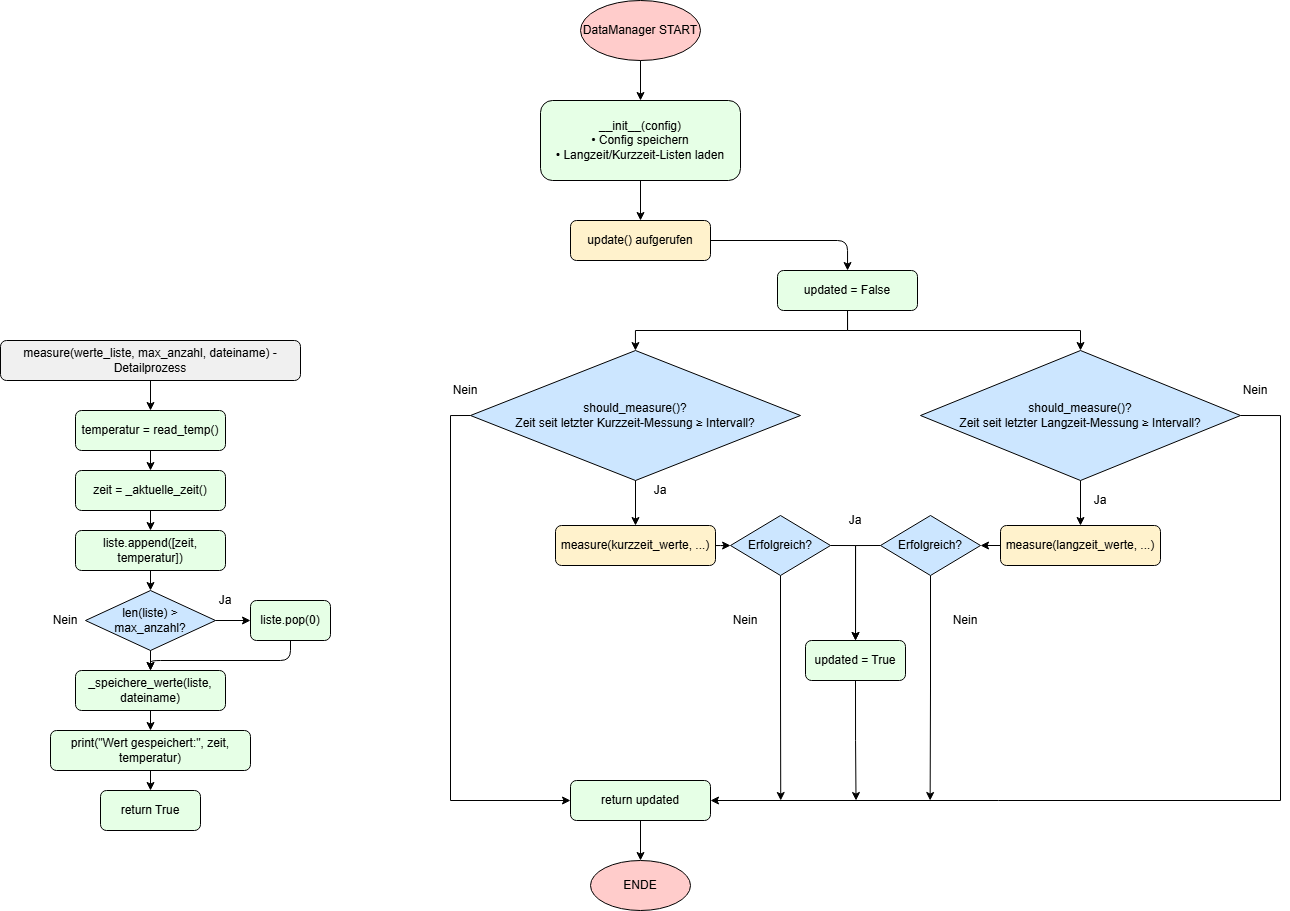 DataManager START
__init__(config)
• Config speichern
• Langzeit/Kurzzeit-Listen laden
update() aufgerufen
updated = False
Nein
should_measure()?
Zeit seit letzter Kurzzeit-Messung ≥ Intervall?
should_measure()?
Zeit seit letzter Langzeit-Messung ≥ Intervall?
Nein
Ja
Ja
measure(kurzzeit_werte, ...)
Erfolgreich?
Ja
Erfolgreich?
measure(langzeit_werte, ...)
Nein
Nein
updated = True
return updated
ENDE
measure(werte_liste, max_anzahl, dateiname) -
Detailprozess
temperatur = read_temp()
zeit = _aktuelle_zeit()
liste.append([zeit,
temperatur])
Nein
len(liste) >
max_anzahl?
Ja
liste.pop(0)
_speichere_werte(liste,
dateiname)
print("Wert gespeichert:", zeit,
temperatur)
return True